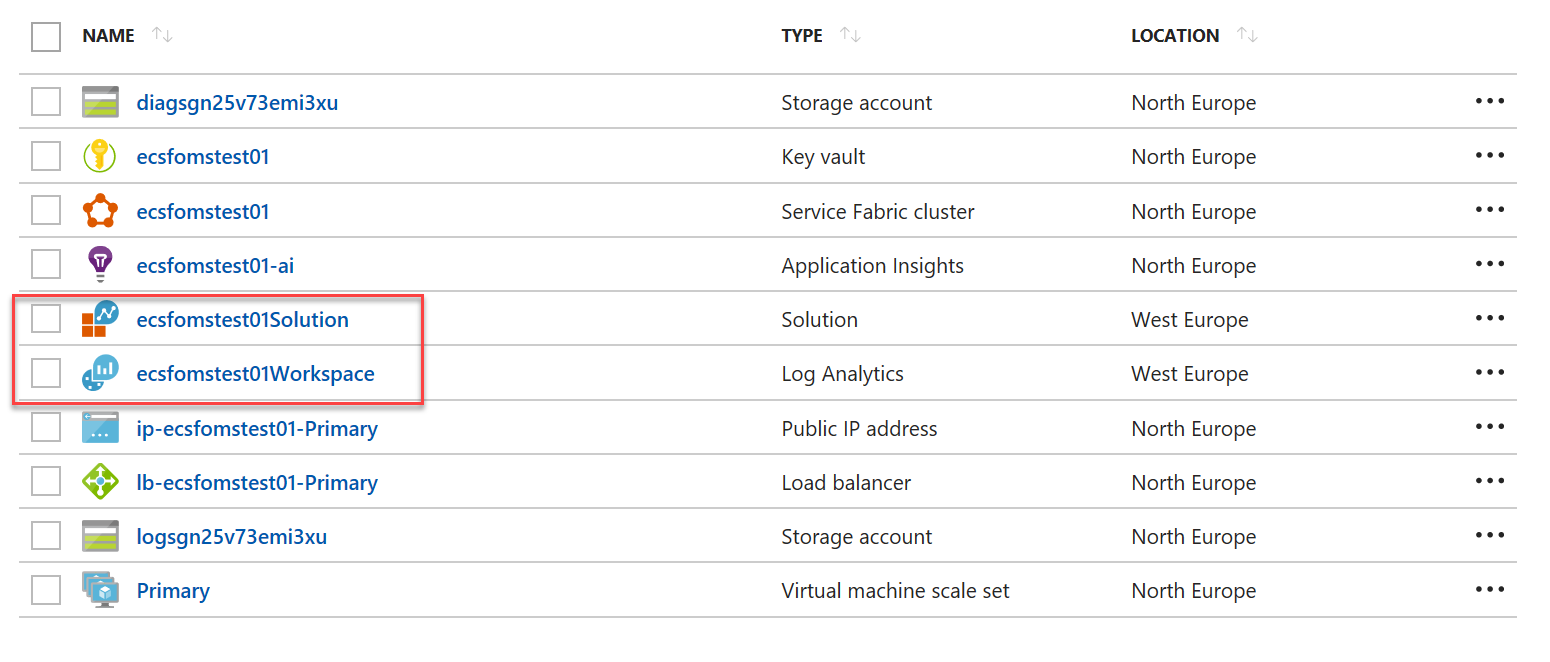 NAME TYPE LOCATION
diagsgn25v73emi3xu Storage account North Europe
ecsfomstest01 Key vault North Europe
ecsfomstest01 Service Fabric cluster North Europe
ecsfomstest01-ai Application Insights North Europe
ecsfomstest01Solution Solution West Europe
ecsfomstest01Workspace Log Analytics West Europe
ip-ecsfomstest01-Primary Public IP address North Europe
lb-ecsfomstest01-Primary Load balancer North Europe
logsgn25v73emi3xu Storage account North Europe
Primary Virtual machine scale set North Europe